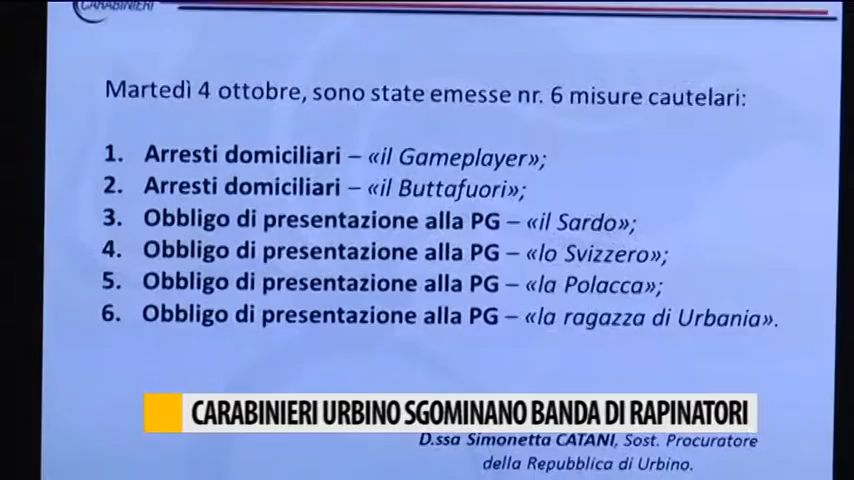 CARABINIERI
Martedì 4 ottobre, sono state emesse nr. 6 misure cautelari:
1. Arresti domiciliari – «il Gameplayer»;
2. Arresti domiciliari – «il Buttafuori»;
3. Obbligo di presentazione alla PG – «il Sardo»;
4. Obbligo di presentazione alla PG – «lo Svizzero»;
5. Obbligo di presentazione alla PG – «la Polacca»;
6. Obbligo di presentazione alla PG – «la ragazza di Urbania».
CARABINIERI URBINO SGOMINANO BANDA DI RAPINATORI
D.ssa Simonetta CATANI, Sost. Procuratore
della Repubblica di Urbino.